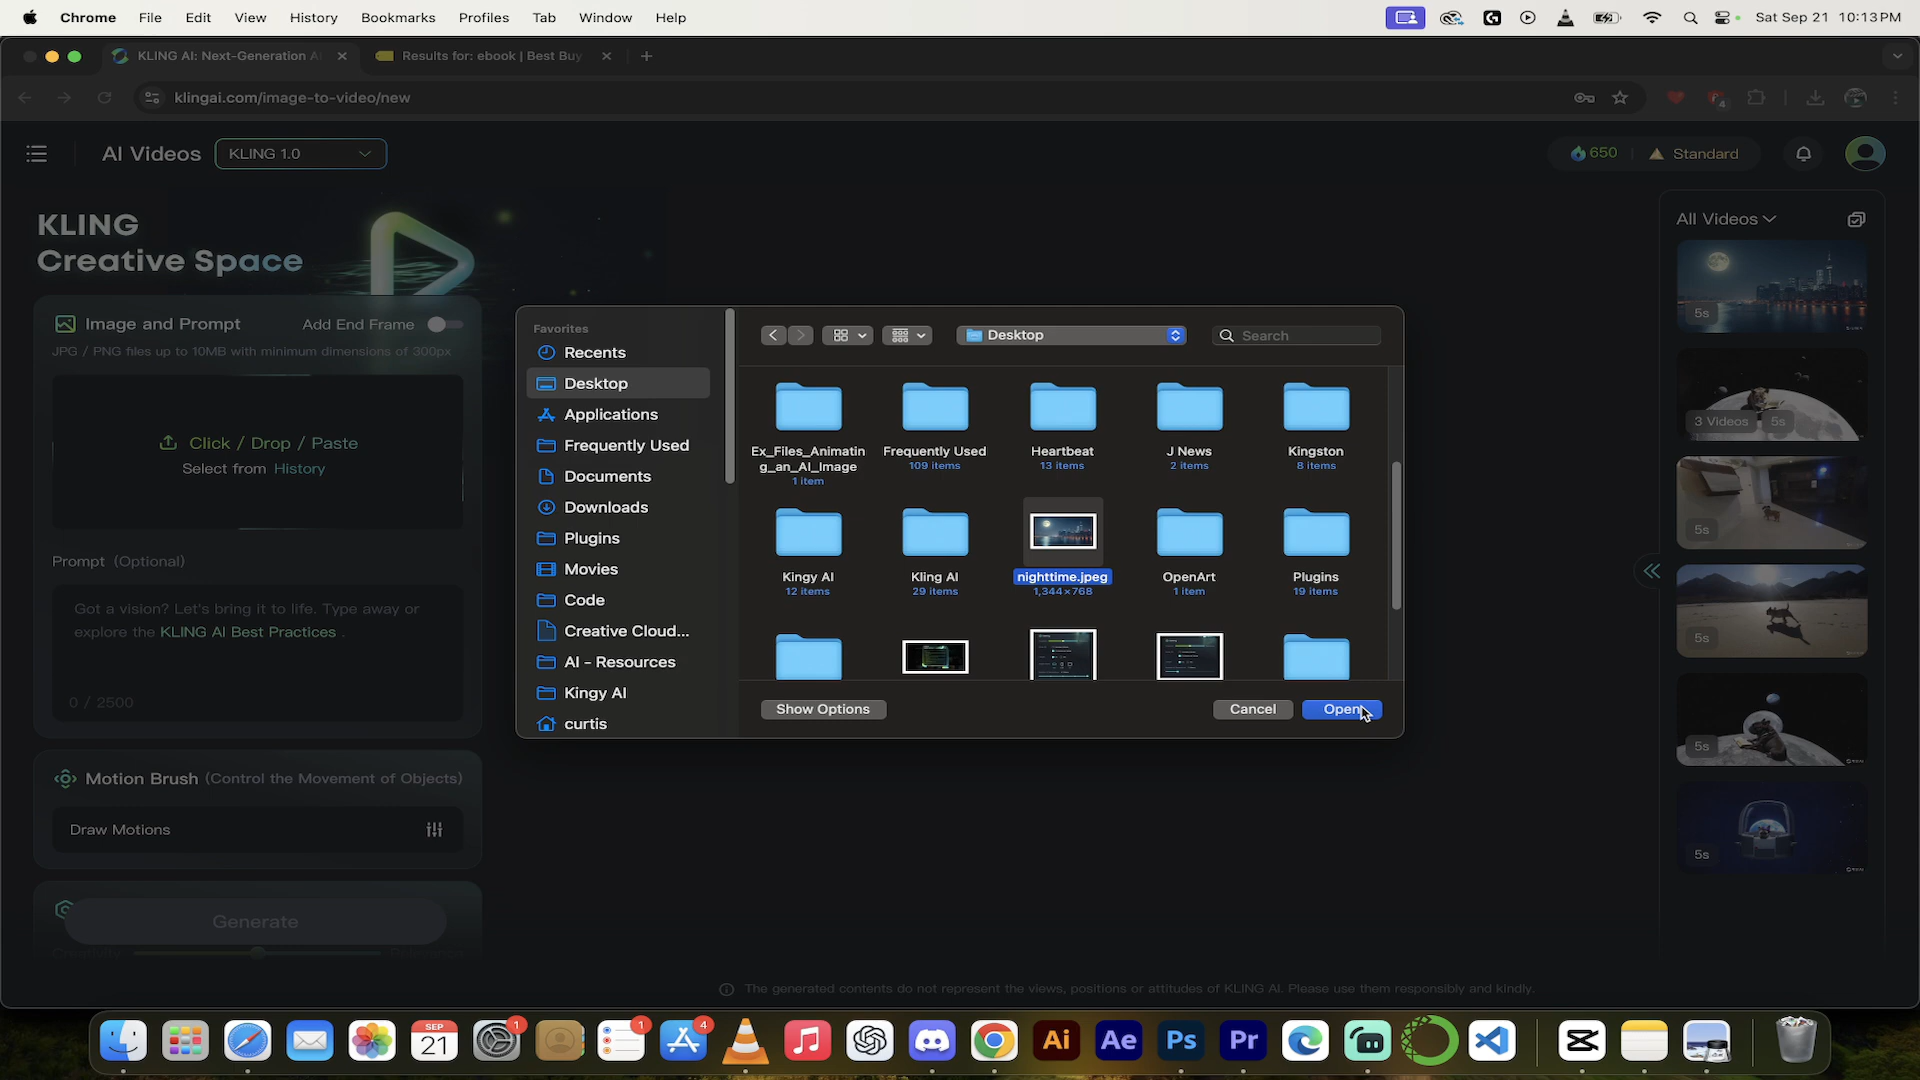 Chrome File Edit View History Bookmarks Profiles Tab Window Help
Sat Sep 21 10:13 PM
KLING AI: Next-Generation A
Results for: ebook | Best Buy
klingai.com/image-to-video/new
4
AI Videos
KLING 1.0
650
Standard
KLING
Creative Space
Image and Prompt
Add End Frame
JPG / PNG files up to 10MB with minimum dimensions of 300px
Click / Drop / Paste
Select from History
Prompt (Optional)
Got a vision? Let's bring it to life. Type away or
explore the KLING AI Best Practices .
0 / 2500
Motion Brush (Control the Movement of Objects)
Draw Motions
Generate
Favorites
Recents
Desktop
Applications
Frequently Used
Documents
Downloads
Plugins
Movies
Code
Creative Cloud...
AI - Resources
Kingy AI
curtis
Desktop
Search
Ex_Files_Animatin
g_an_AI_Image
1 item
Frequently Used
109 items
Heartbeat
13 items
J News
2 items
Kingston
8 items
Kingy AI
12 items
Kling AI
29 items
nighttime.jpeg
1,344×768
OpenArt
1 item
Plugins
19 items
Show Options
Cancel
Open
All Videos
5s
3 Videos 5s
5s
5s
5s
5s
The generated contents do not represent the views, positions or attitudes of KLING AI. Please use them responsibly and kindly.
SEP
21
1
1
4
Ai
Ae
Ps
Pr